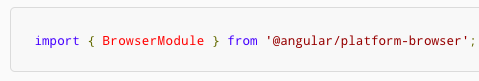 import { BrowserModule } from '@angular/platform-browser';